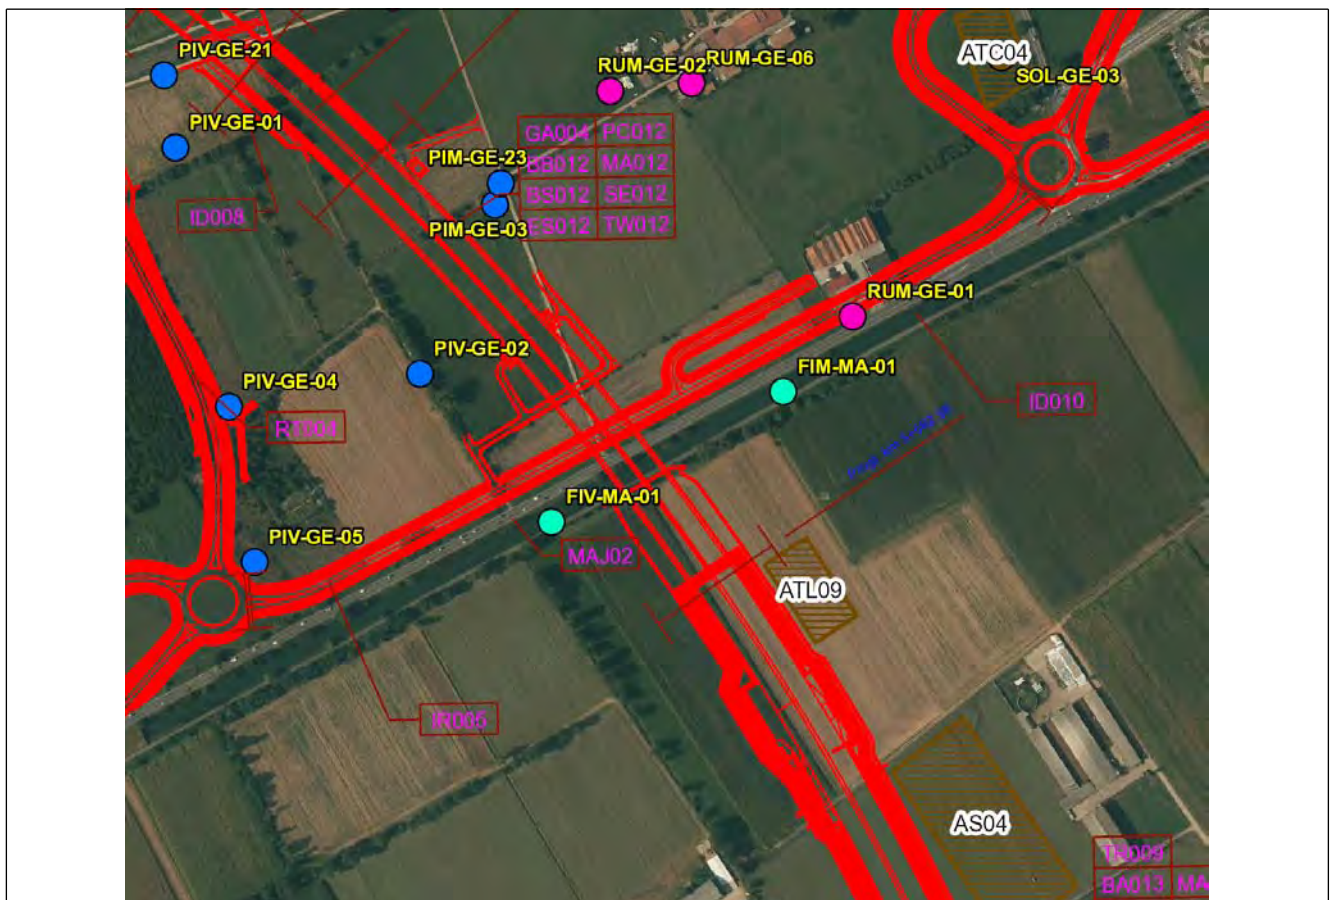 PIV-GE-21
PIV-GE-01
RUM-GE-02
RUM-GE-06
ATC04
SOL-GE-03
GA004 PC012
BB012 MA012
BS012 SE012
ES012 TW012
PIM-GE-23
PIM-GE-03
ID008
RUM-GE-01
PIV-GE-02
FIM-MA-01
PIV-GE-04
ID010
FIV-MA-01
PIV-GE-05
MAJ02
ATL09
IR005
AS04
TR009
BA013 MA